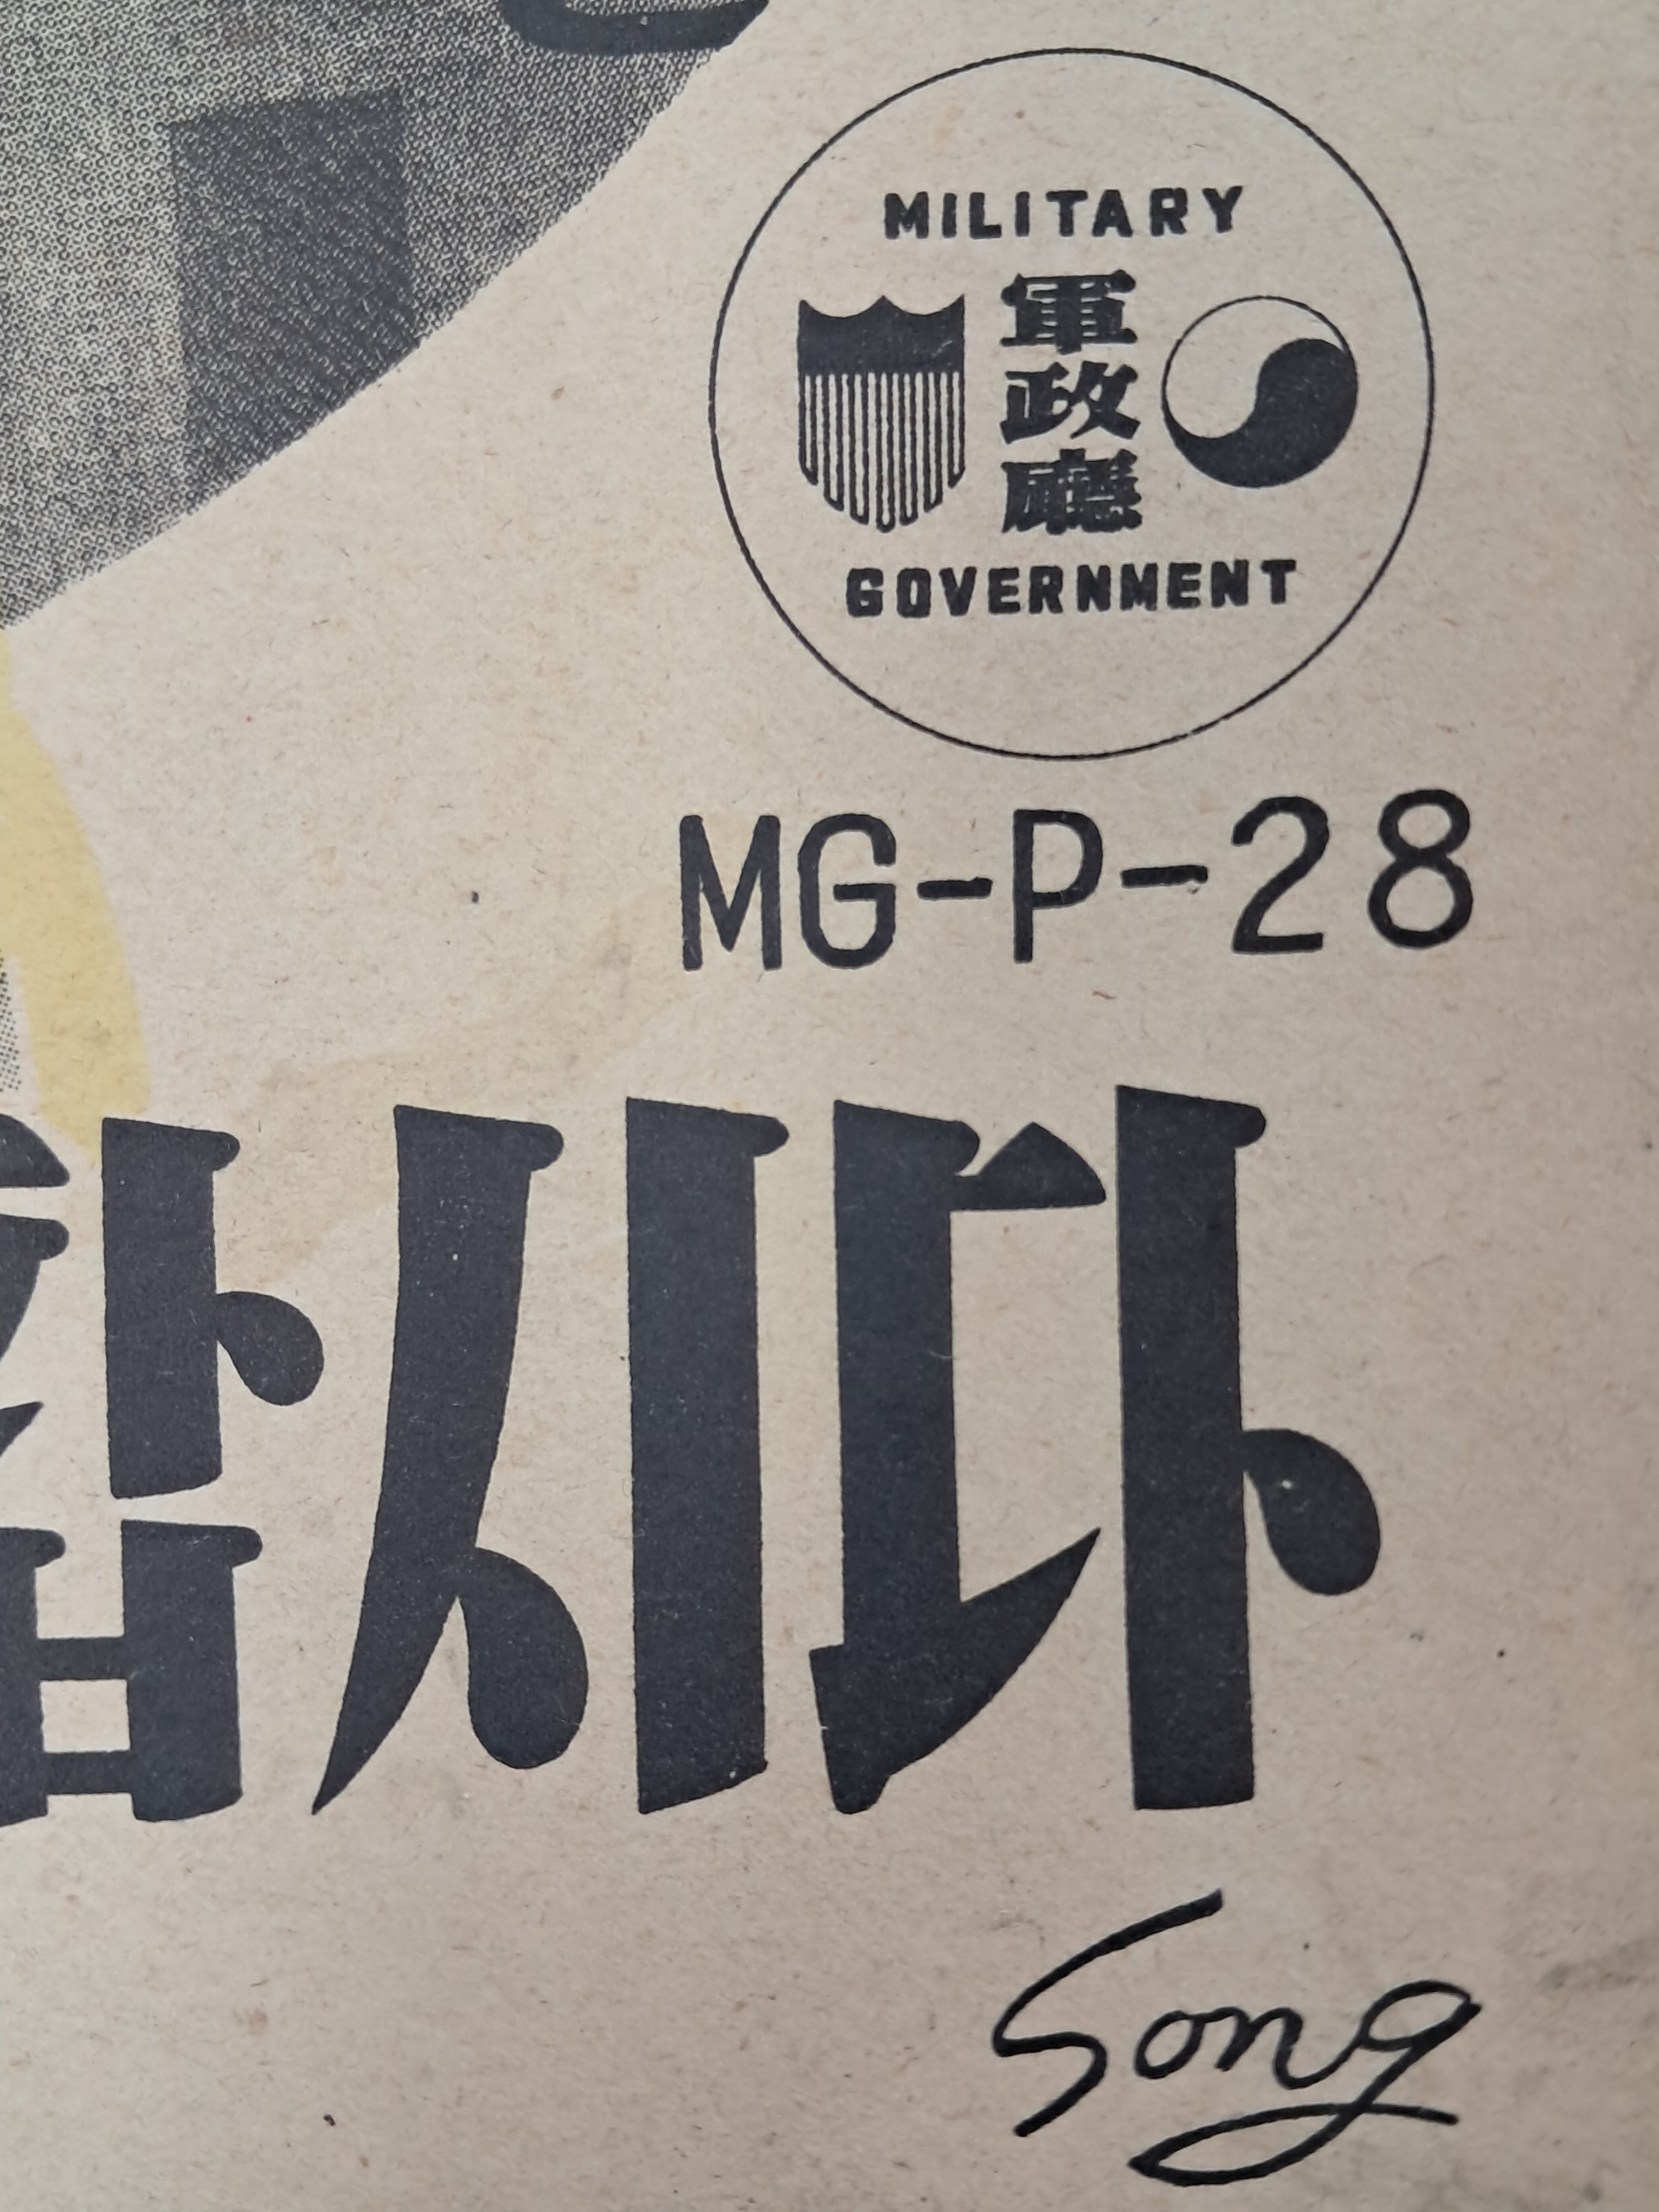 MILITARY
軍政廳
GOVERNMENT
MG-P-28
시다
Song